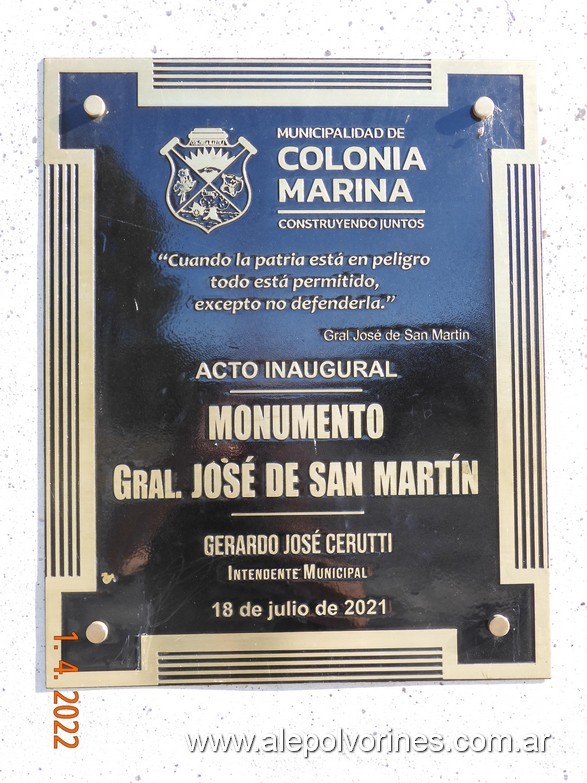 MUNICIPALIDAD DE
COLONIA
MARINA
CONSTRUYENDO JUNTOS
“Cuando la patria está en peligro
todo está permitido,
excepto no defenderla.”
Gral José de San Martin
ACTO INAUGURAL
MONUMENTO
GRAL. JOSÉ DE SAN MARTÍN
GERARDO JOSÉ CERUTTI
INTENDENTE MUNICIPAL
18 de julio de 2021
1. 4. 2022
www.alepolvorines.com.ar